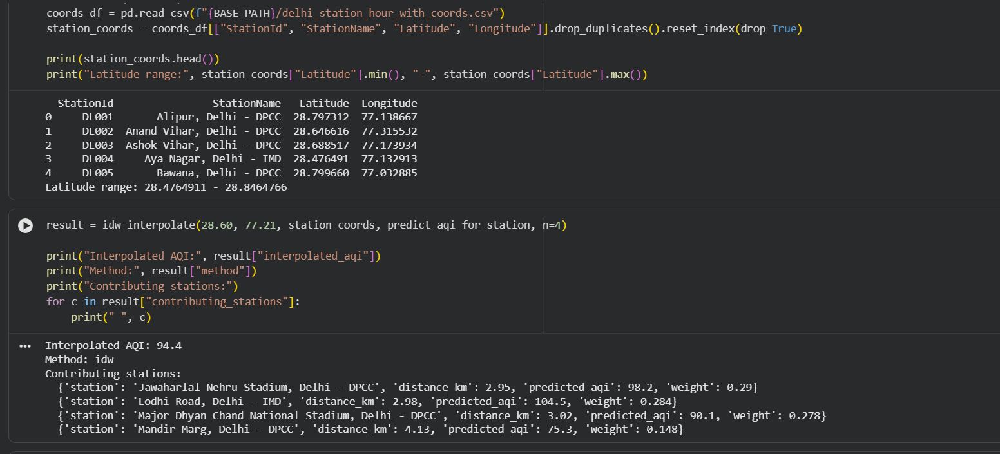 coords_df = pd.read_csv(f"{BASE_PATH}/delhi_station_hour_with_coords.csv")
station_coords = coords_df[["StationId", "StationName", "Latitude", "Longitude"]].drop_duplicates().reset_index(drop=True)
print(station_coords.head())
print("Latitude range:", station_coords["Latitude"].min(), "-", station_coords["Latitude"].max())
StationId StationName Latitude Longitude
0 DL001 Alipur, Delhi - DPCC 28.797312 77.138667
1 DL002 Anand Vihar, Delhi - DPCC 28.646616 77.315532
2 DL003 Ashok Vihar, Delhi - DPCC 28.688517 77.173934
3 DL004 Aya Nagar, Delhi - IMD 28.476491 77.132913
4 DL005 Bawana, Delhi - DPCC 28.799660 77.032885
Latitude range: 28.4764911 - 28.8464766
result = idw_interpolate(28.60, 77.21, station_coords, predict_aqi_for_station, n=4)
print("Interpolated AQI:", result["interpolated_aqi"])
print("Method:", result["method"])
print("Contributing stations:")
for c in result["contributing_stations"]:
    print(" ", c)
Interpolated AQI: 94.4
Method: idw
Contributing stations:
  {'station': 'Jawaharlal Nehru Stadium, Delhi - DPCC', 'distance_km': 2.95, 'predicted_aqi': 98.2, 'weight': 0.29}
  {'station': 'Lodhi Road, Delhi - IMD', 'distance_km': 2.98, 'predicted_aqi': 104.5, 'weight': 0.284}
  {'station': 'Major Dhyan Chand National Stadium, Delhi - DPCC', 'distance_km': 3.02, 'predicted_aqi': 90.1, 'weight': 0.278}
  {'station': 'Mandir Marg, Delhi - DPCC', 'distance_km': 4.13, 'predicted_aqi': 75.3, 'weight': 0.148}